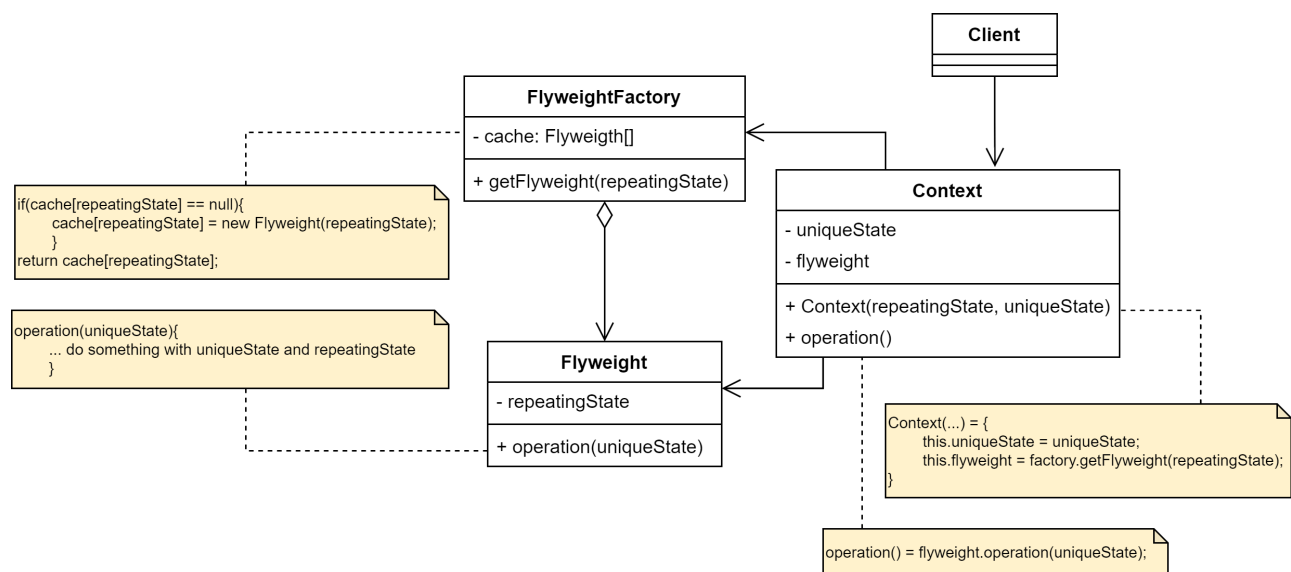 Client
FlyweightFactory
- cache: Flyweigth[]
+ getFlyweight(repeatingState)
Context
- uniqueState
- flyweight
+ Context(repeatingState, uniqueState)
+ operation()
if(cache[repeatingState] == null){
cache[repeatingState] = new Flyweight(repeatingState);
}
return cache[repeatingState];
operation(uniqueState){
... do something with uniqueState and repeatingState
}
Flyweight
- repeatingState
+ operation(uniqueState)
Context(...) = {
this.uniqueState = uniqueState;
this.flyweight = factory.getFlyweight(repeatingState);
}
operation() = flyweight.operation(uniqueState);